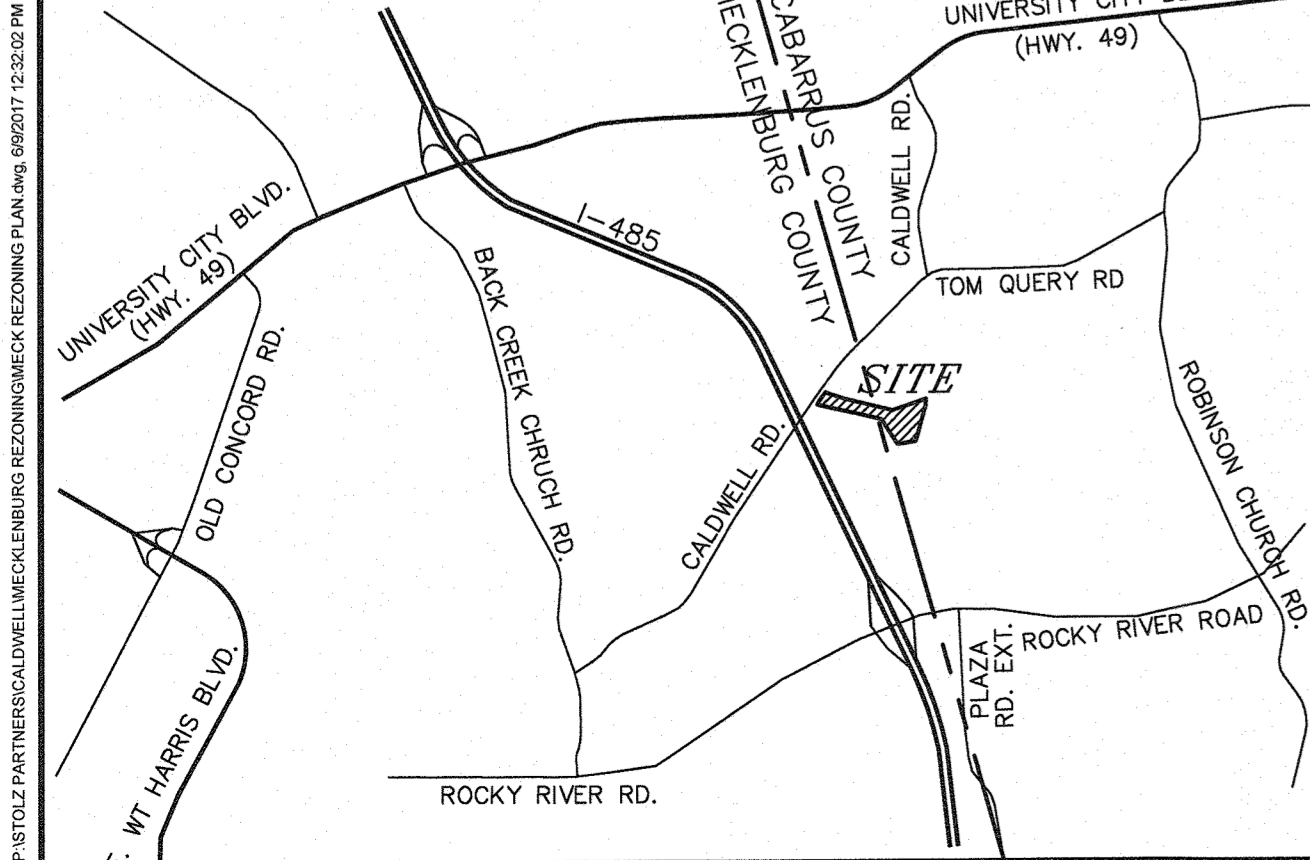 P:\STOLZ PARTNERS\CALDWELL\MECKLENBURG REZONING\MECK REZONING PLAN.dwg, 6/9/2017 12:32:02 PM
UNIVERSITY CITY
(HWY. 49)
CABARRUS COUNTY
MECKLENBURG COUNTY
CALDWELL RD.
I-485
UNIVERSITY CITY BLVD.
(HWY. 49)
BACK CREEK CHRUCH RD.
TOM QUERY RD
OLD CONCORD RD.
SITE
ROBINSON CHURCH RD.
CALDWELL RD.
ROCKY RIVER ROAD
PLAZA
RD. EXT.
WT HARRIS BLVD.
ROCKY RIVER RD.